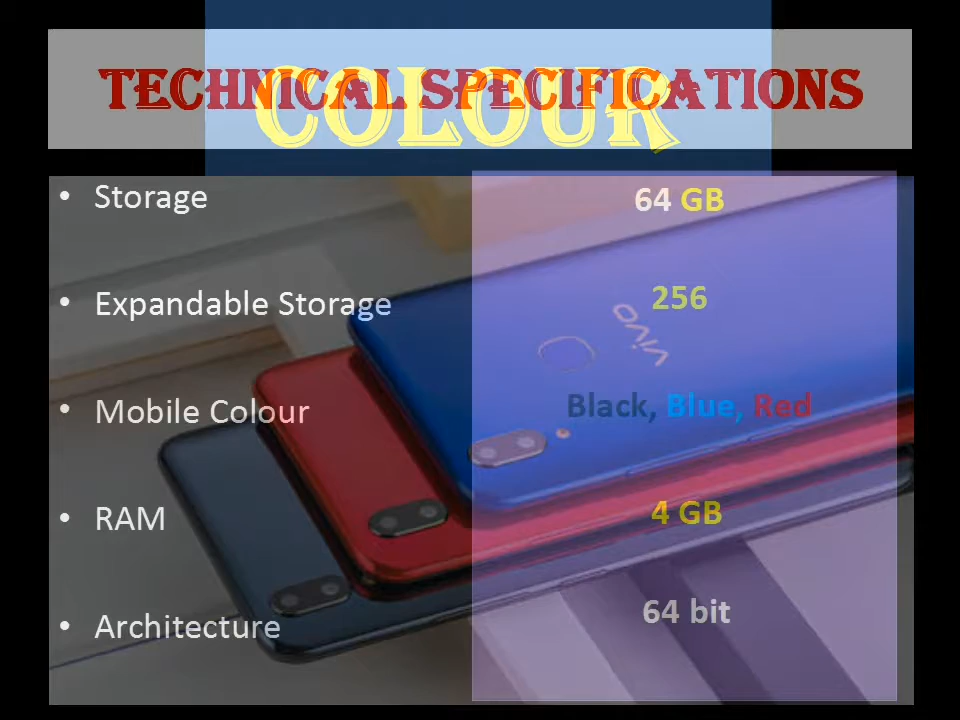 TECHNICAL SPECIFICATIONS
COLOUR
• Storage 64 GB
• Expandable Storage 256
vivo
• Mobile Colour Black, Blue, Red
• RAM 4 GB
• Architecture 64 bit